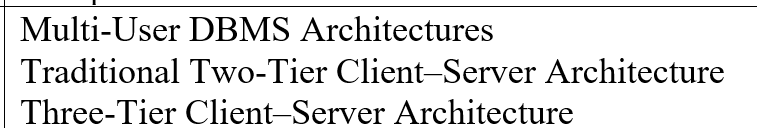 Multi-User DBMS Architectures
Traditional Two-Tier Client–Server Architecture
Three-Tier Client–Server Architecture